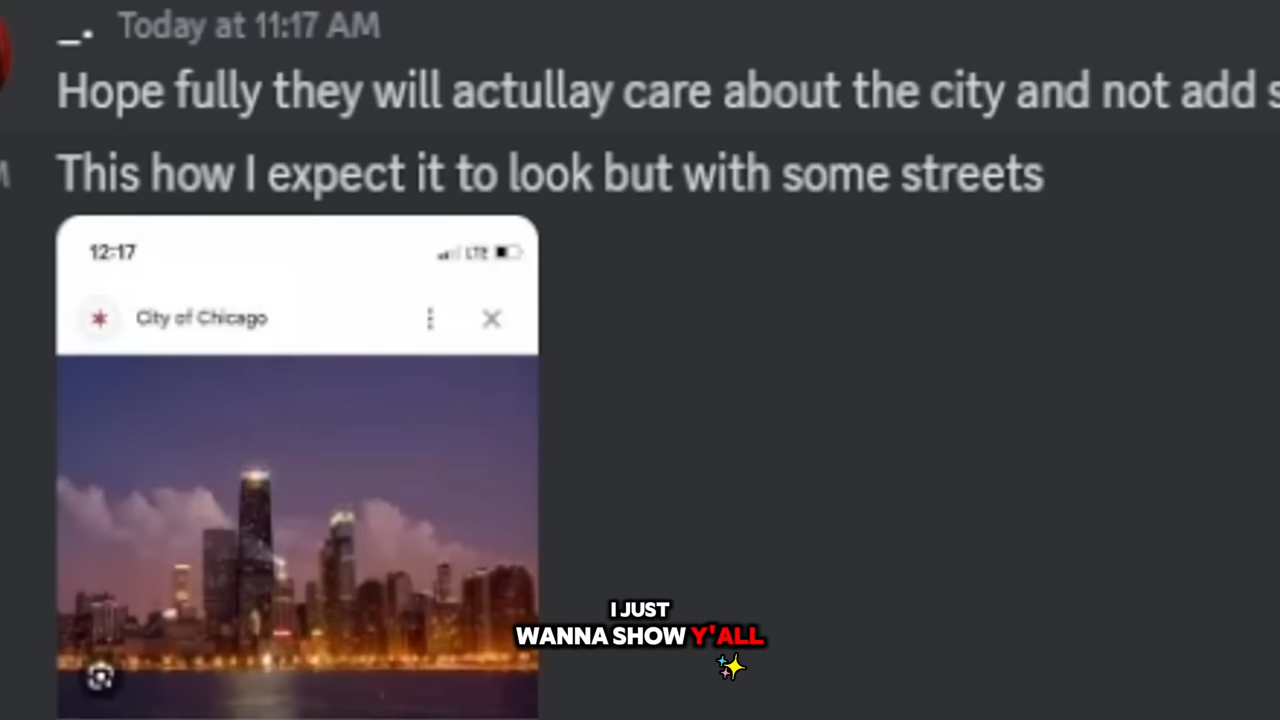 _. Today at 11:17 AM
Hope fully they will actullay care about the city and not add s
This how I expect it to look but with some streets
12:17
LTE
City of Chicago
I JUST
WANNA SHOW Y'ALL